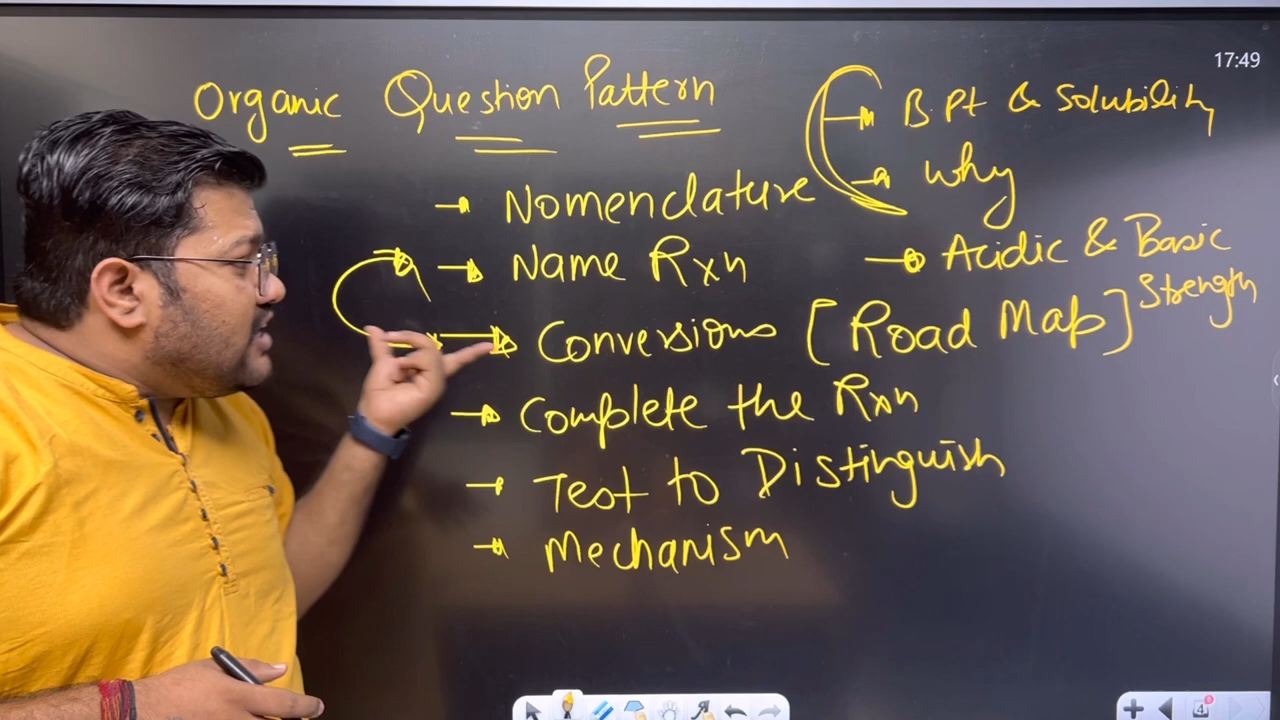 Organic Question Pattern
→ Nomenclature
→ Name Rxn
→ Conversions [Road Map]
→ Complete the Rxn
→ Test to Distinguish
→ Mechanism
→ B.Pt & Solubility
→ Why
→ Acidic & Basic
Strength
17:49
4